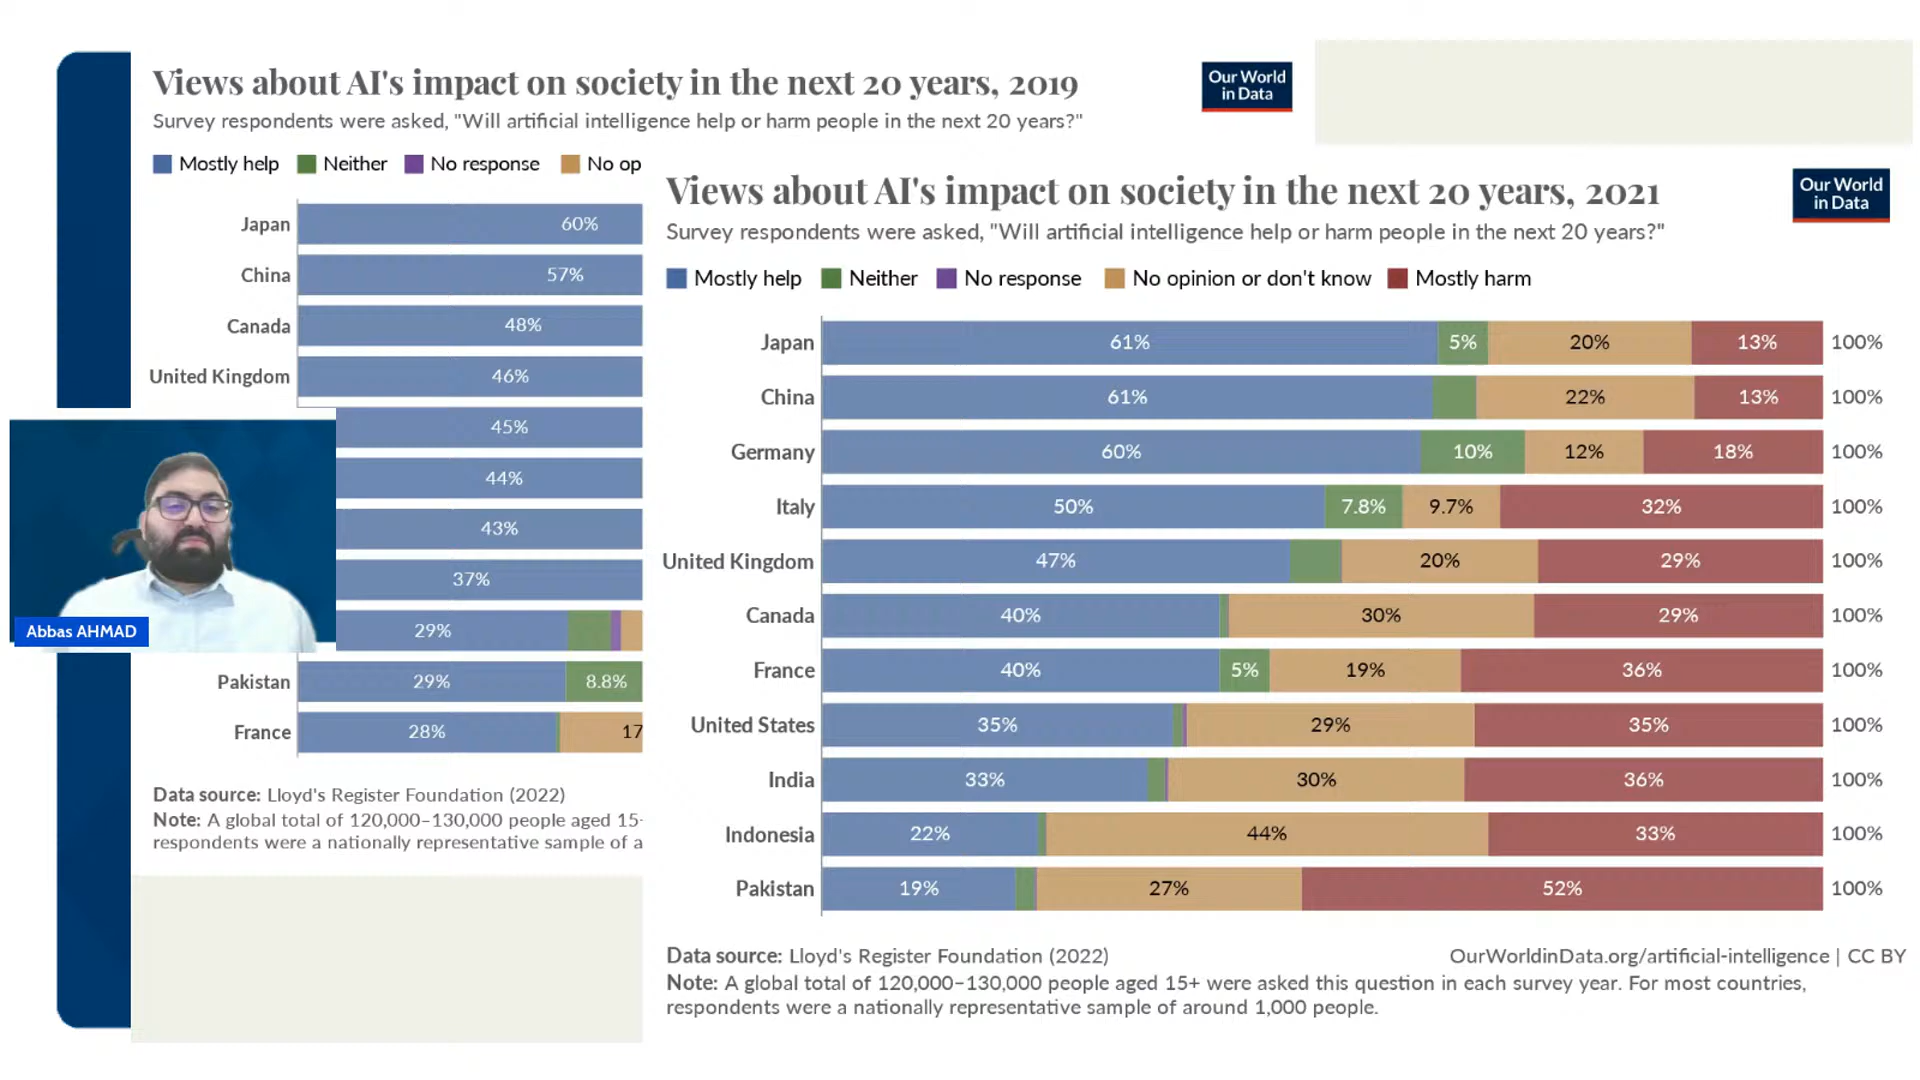 Views about AI's impact on society in the next 20 years, 2019
Survey respondents were asked, "Will artificial intelligence help or harm people in the next 20 years?"
Our World
in Data
Mostly help Neither No response No op
Japan 60%
China 57%
Canada 48%
United Kingdom 46%
45%
44%
43%
37%
29%
Pakistan 29% 8.8%
France 28% 17
Data source: Lloyd's Register Foundation (2022)
Note: A global total of 120,000–130,000 people aged 15
respondents were a nationally representative sample of a
Abbas AHMAD
Views about AI's impact on society in the next 20 years, 2021
Survey respondents were asked, "Will artificial intelligence help or harm people in the next 20 years?"
Our World
in Data
Mostly help Neither No response No opinion or don't know Mostly harm
Japan 61% 5% 20% 13% 100%
China 61% 22% 13% 100%
Germany 60% 10% 12% 18% 100%
Italy 50% 7.8% 9.7% 32% 100%
United Kingdom 47% 20% 29% 100%
Canada 40% 30% 29% 100%
France 40% 5% 19% 36% 100%
United States 35% 29% 35% 100%
India 33% 30% 36% 100%
Indonesia 22% 44% 33% 100%
Pakistan 19% 27% 52% 100%
Data source: Lloyd's Register Foundation (2022) OurWorldinData.org/artificial-intelligence | CC BY
Note: A global total of 120,000–130,000 people aged 15+ were asked this question in each survey year. For most countries,
respondents were a nationally representative sample of around 1,000 people.